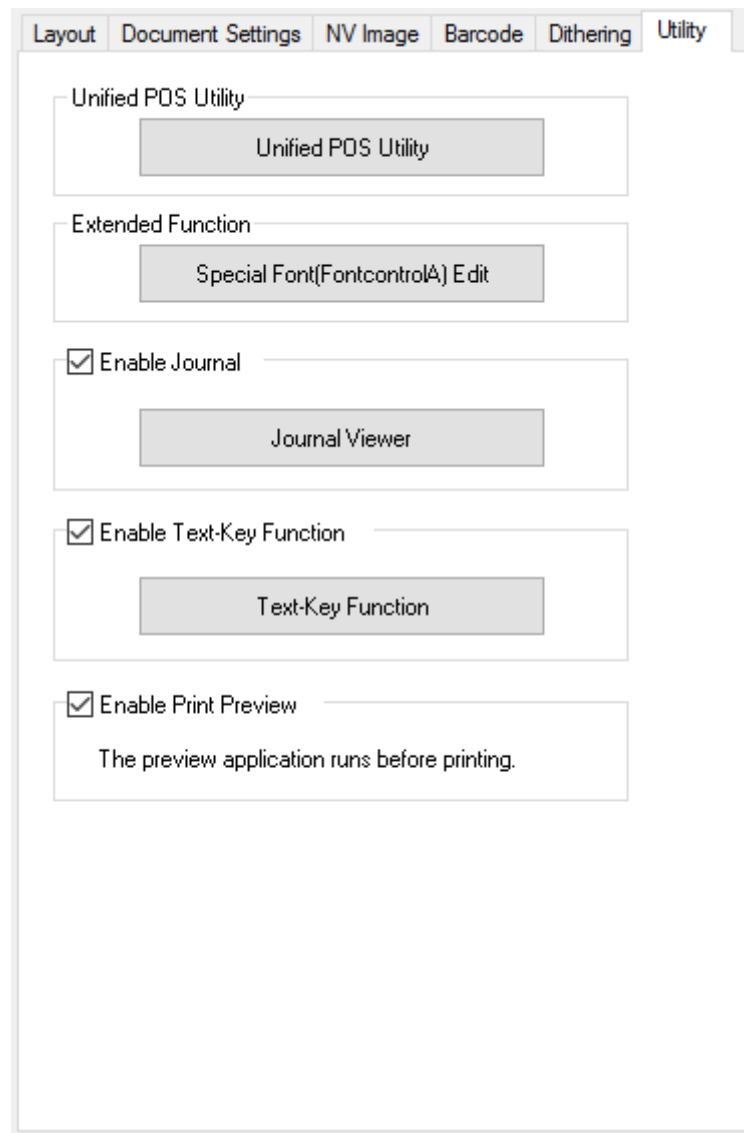 Layout Document Settings NV Image Barcode Dithering Utility
Unified POS Utility
Unified POS Utility
Extended Function
Special Font(FontcontrolA) Edit
Enable Journal
Journal Viewer
Enable Text-Key Function
Text-Key Function
Enable Print Preview
The preview application runs before printing.